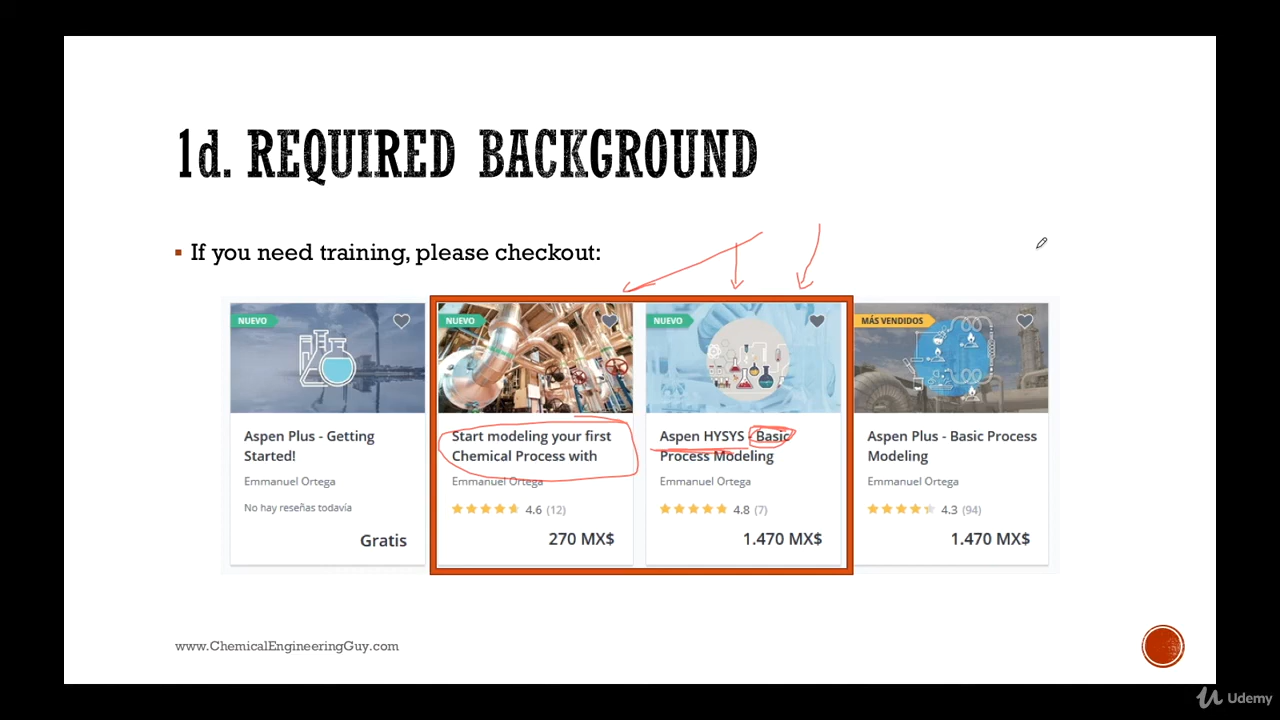 1d. REQUIRED BACKGROUND
If you need training, please checkout:
NUEVO
Aspen Plus - Getting
Started!
Emmanuel Ortega
No hay reseñas todavía
Gratis
NUEVO
Start modeling your first
Chemical Process with
Emmanuel Ortega
4.6 (12)
270 MX$
NUEVO
Aspen HYSYS - Basic
Process Modeling
Emmanuel Ortega
4.8 (7)
1.470 MX$
MÁS VENDIDOS
Aspen Plus - Basic Process
Modeling
Emmanuel Ortega
4.3 (94)
1.470 MX$
www.ChemicalEngineeringGuy.com
Udemy